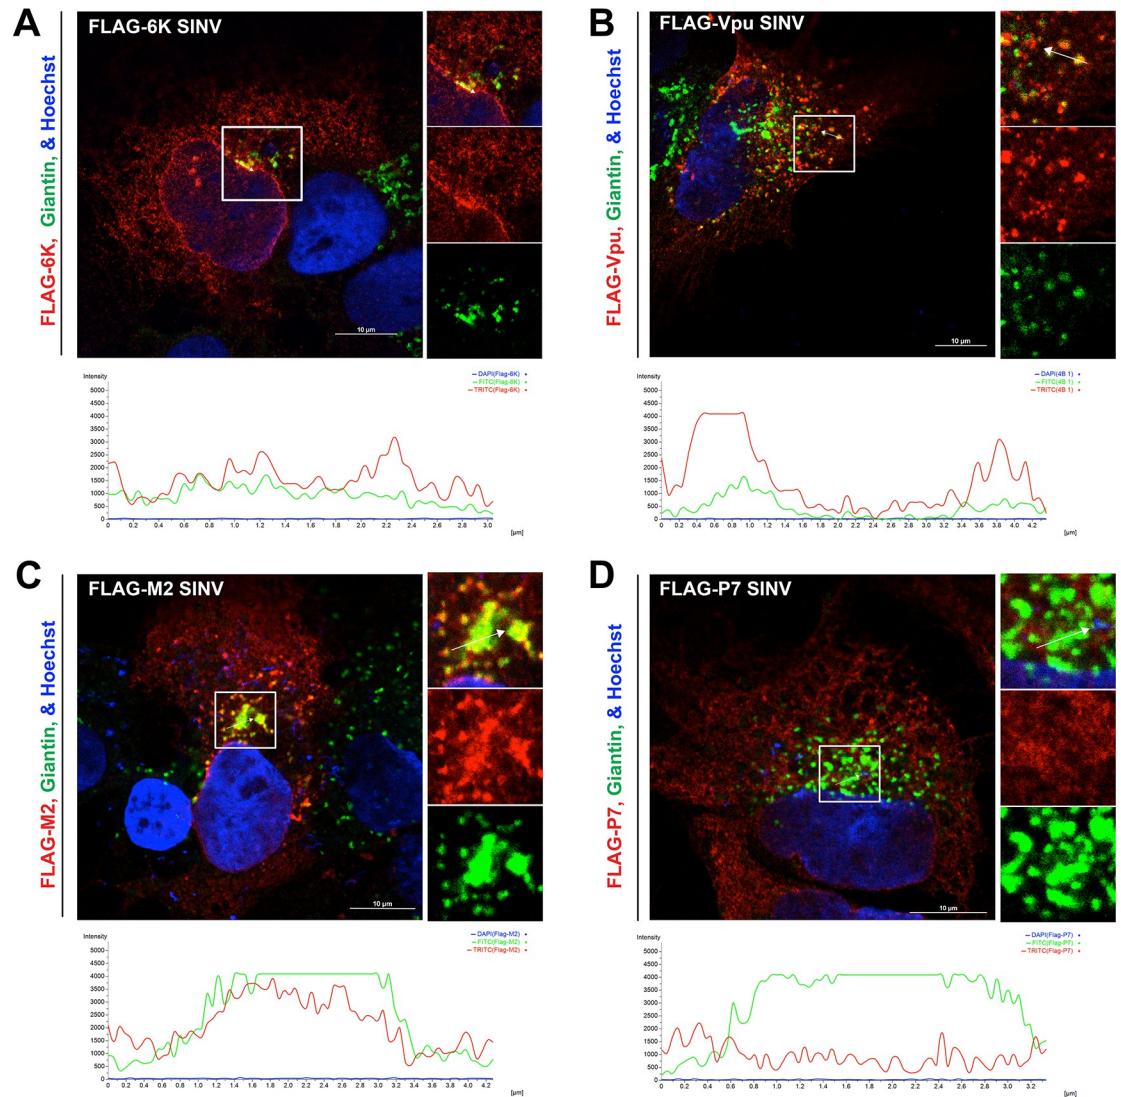 A
FLAG-6K SINV
FLAG-6K, Giantin, & Hoechst
10 µm
Intensity
DAPI(Flag-6K)
FITC(Flag-6K)
TRITC(Flag-6K)
5000
4500
4000
3500
3000
2500
2000
1500
1000
500
0
0 0.2 0.4 0.6 0.8 1.0 1.2 1.4 1.6 1.8 2.0 2.2 2.4 2.6 2.8 3.0
[µm]
B
FLAG-Vpu SINV
FLAG-Vpu, Giantin, & Hoechst
10 µm
Intensity
DAPI(4B 1)
FITC(4B 1)
TRITC(4B 1)
5000
4500
4000
3500
3000
2500
2000
1500
1000
500
0
0 0.2 0.4 0.6 0.8 1.0 1.2 1.4 1.6 1.8 2.0 2.2 2.4 2.6 2.8 3.0 3.2 3.4 3.6 3.8 4.0 4.2
[µm]
C
FLAG-M2 SINV
FLAG-M2, Giantin, & Hoechst
10 µm
Intensity
DAPI(Flag-M2)
FITC(Flag-M2)
TRITC(Flag-M2)
5000
4500
4000
3500
3000
2500
2000
1500
1000
500
0
0 0.2 0.4 0.6 0.8 1.0 1.2 1.4 1.6 1.8 2.0 2.2 2.4 2.6 2.8 3.0 3.2 3.4 3.6 3.8 4.0 4.2
[µm]
D
FLAG-P7 SINV
FLAG-P7, Giantin, & Hoechst
10 µm
Intensity
DAPI(Flag-P7)
FITC(Flag-P7)
TRITC(Flag-P7)
5000
4500
4000
3500
3000
2500
2000
1500
1000
500
0
0 0.2 0.4 0.6 0.8 1.0 1.2 1.4 1.6 1.8 2.0 2.2 2.4 2.6 2.8 3.0 3.2
[µm]